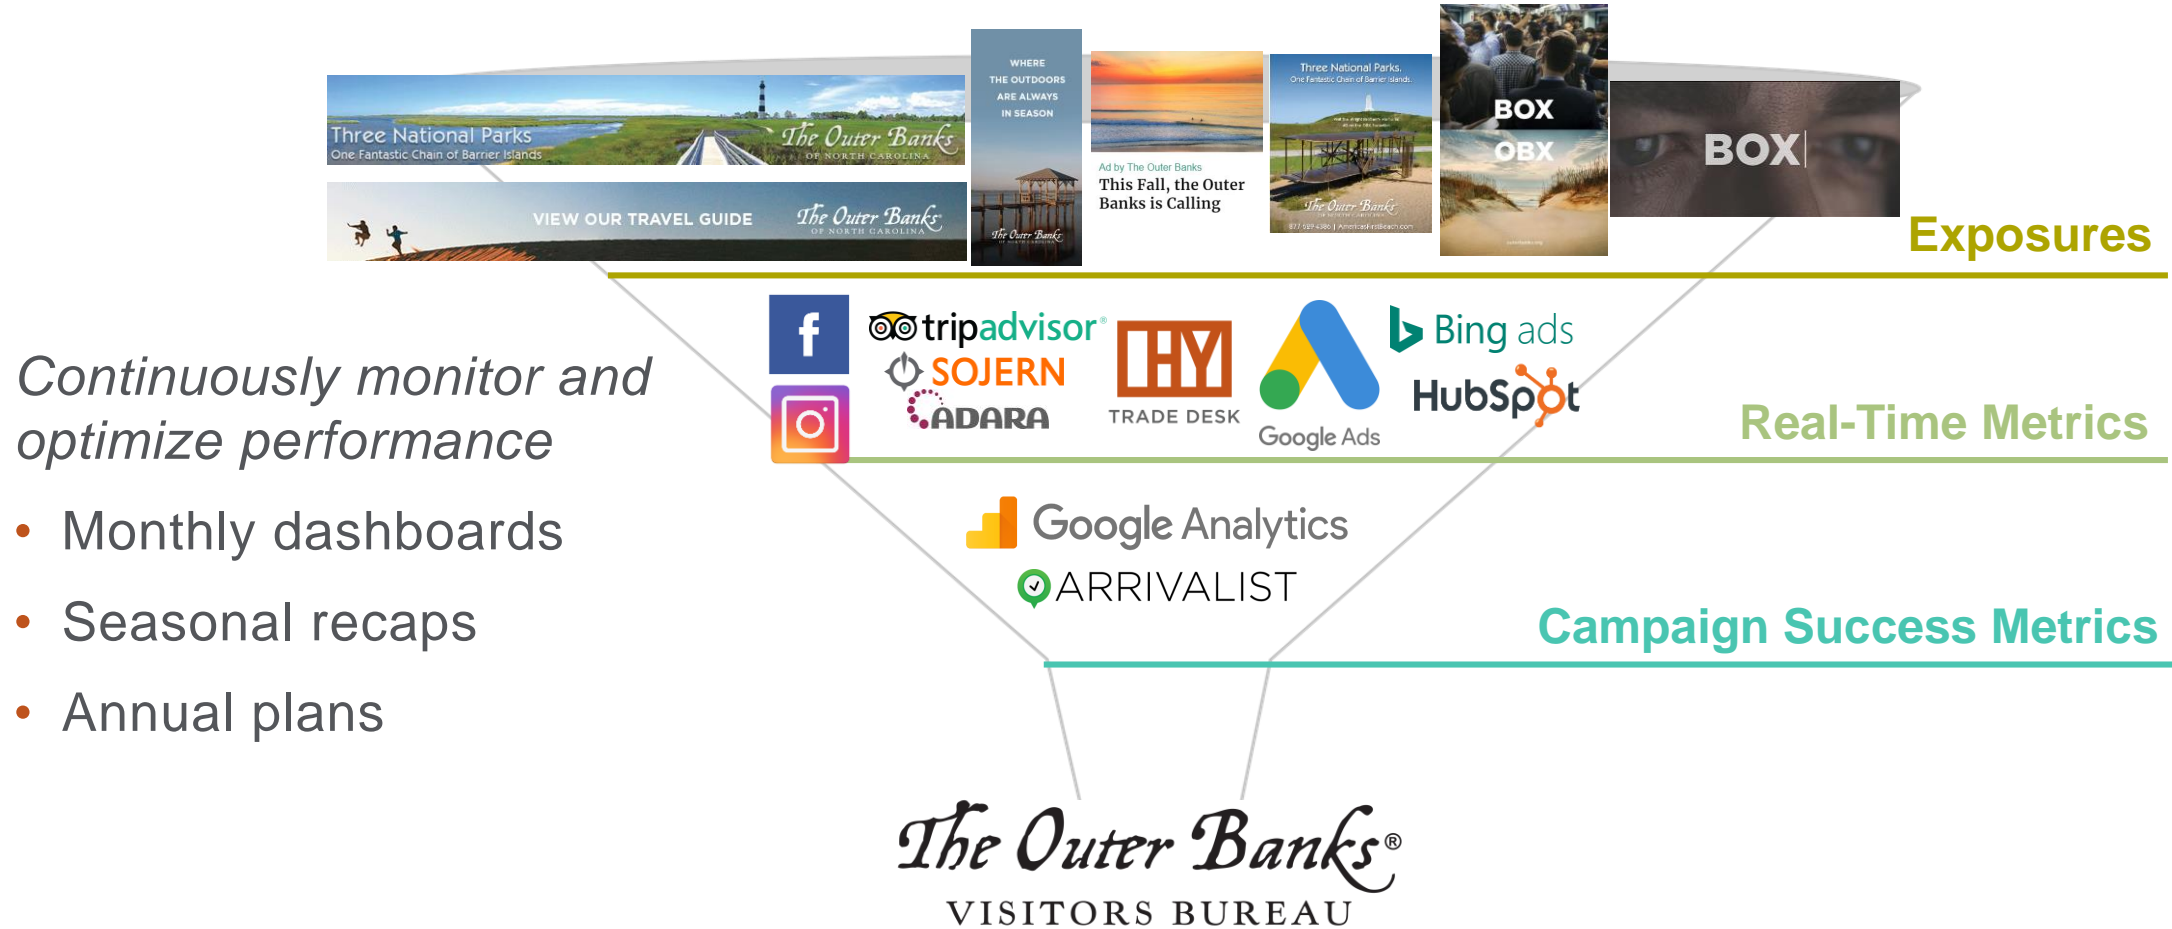 Three National Parks
One Fantastic Chain of Barrier Islands
The Outer Banks
OF NORTH CAROLINA
VIEW OUR TRAVEL GUIDE
The Outer Banks
OF NORTH CAROLINA
WHERE
THE OUTDOORS
ARE ALWAYS
IN SEASON
The Outer Banks
Ad by The Outer Banks
This Fall, the Outer
Banks is Calling
Three National Parks,
One Fantastic Chain of Barrier Islands.
The Outer Banks
BOX
OBX
BOX
Exposures
f
tripadvisor®
SOJERN
ADARA
TRADE DESK
Google Ads
Bing ads
HubSpot
Real-Time Metrics
Continuously monitor and
optimize performance
• Monthly dashboards
• Seasonal recaps
• Annual plans
Google Analytics
ARRIVALIST
Campaign Success Metrics
The Outer Banks®
VISITORS BUREAU